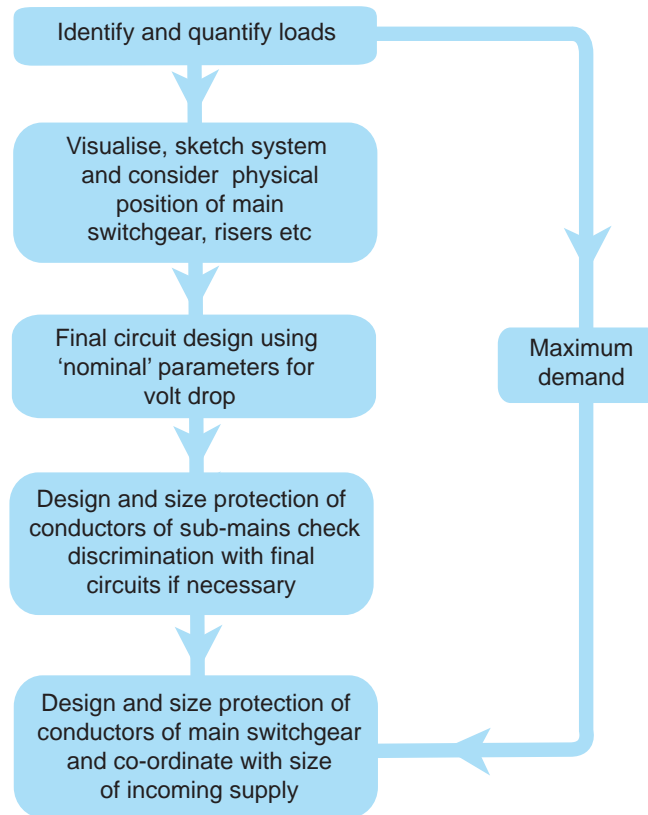 Identify and quantify loads
Visualise, sketch system
and consider physical
position of main
switchgear, risers etc
Final circuit design using
‘nominal’ parameters for
volt drop
Maximum
demand
Design and size protection of
conductors of sub-mains check
discrimination with final
circuits if necessary
Design and size protection of
conductors of main switchgear
and co-ordinate with size
of incoming supply